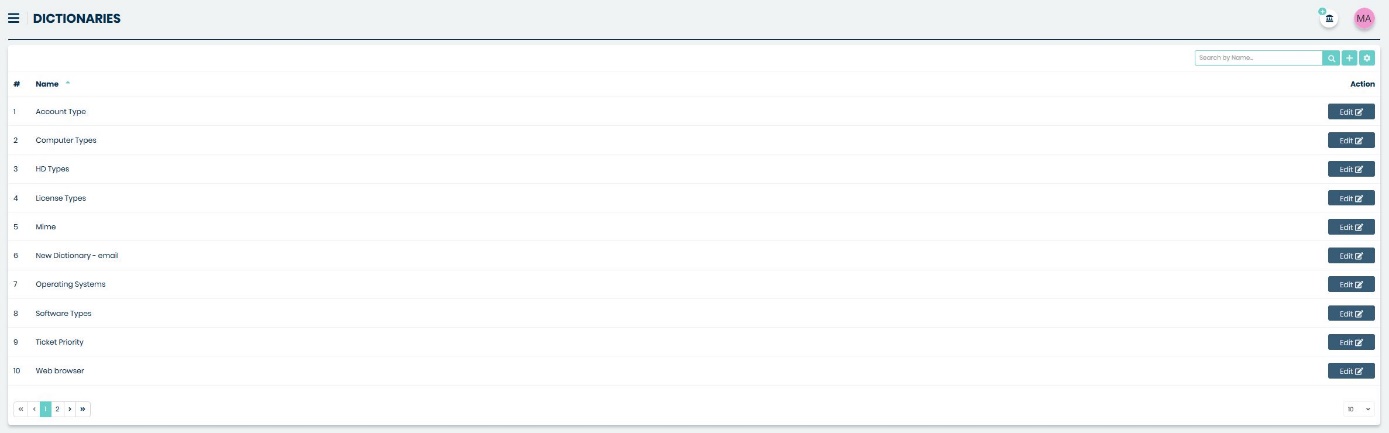 DICTIONARIES
MA
Search by Name...
# Name Action
1 Account Type Edit
2 Computer Types Edit
3 HD Types Edit
4 License Types Edit
5 Mime Edit
6 New Dictionary - email Edit
7 Operating Systems Edit
8 Software Types Edit
9 Ticket Priority Edit
10 Web browser Edit
« ‹ 1 2 › » 10